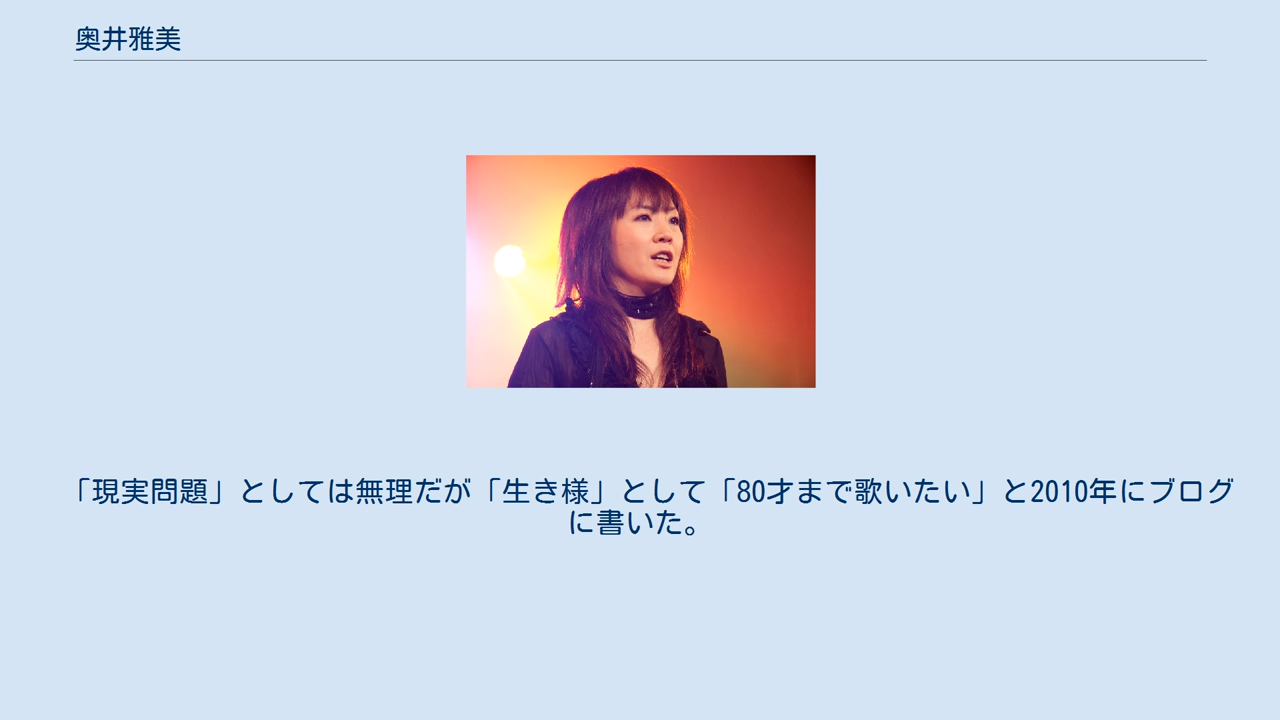 奥井雅美
「現実問題」としては無理だが「生き様」として「80才まで歌いたい」と2010年にブログ
に書いた。